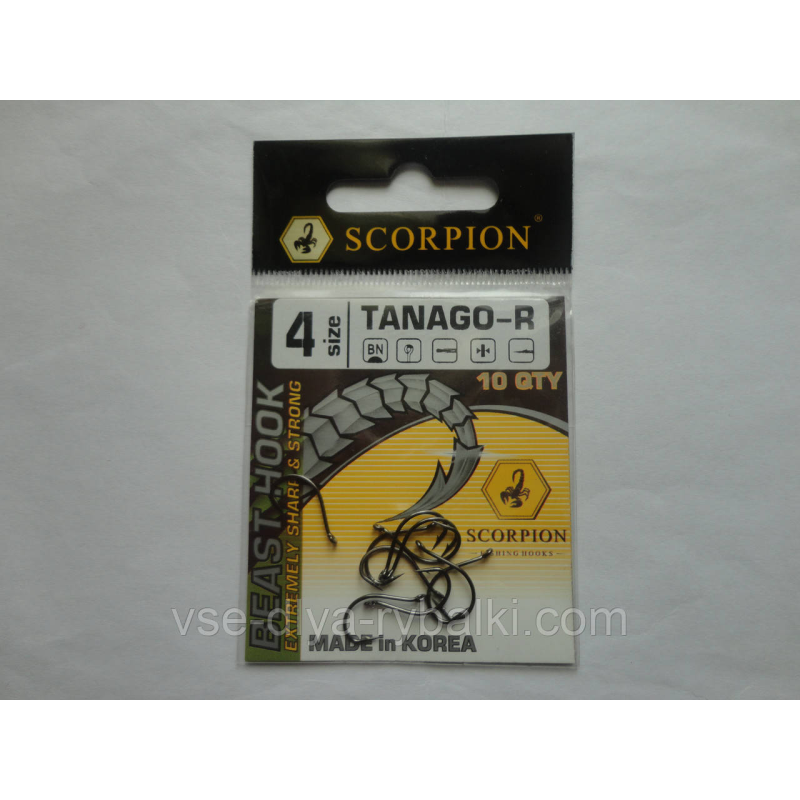 SCORPION ®
4 size
TANAGO-R
BN
10 QTY
BEAST HOOK
EXTREMELY SHARP & STRONG
SCORPION
FISHING HOOKS
vse-dlya-rybalki.com
MADE in KOREA